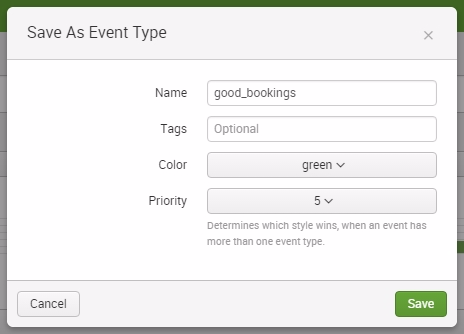 Save As Event Type ×
Name good_bookings
Tags Optional
Color green
Priority 5
Determines which style wins, when an event has
more than one event type.
Cancel Save